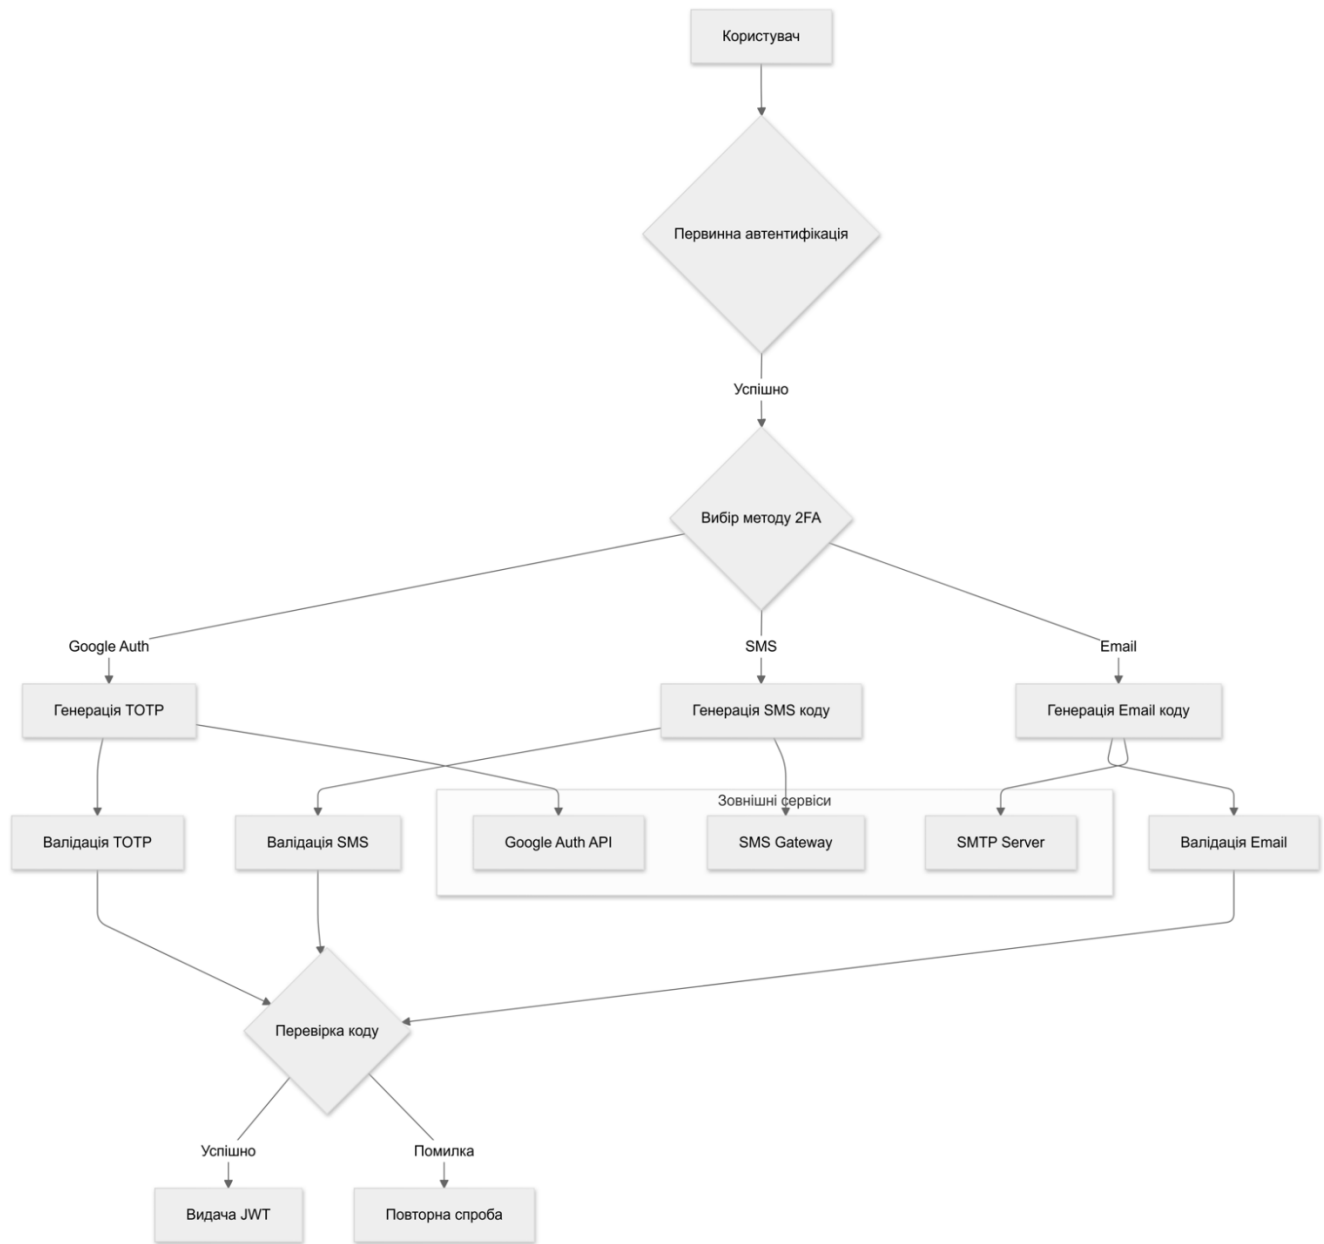 Користувач
Первинна автентифікація
Успішно
Вибір методу 2FA
Google Auth
SMS
Email
Генерація TOTP
Генерація SMS коду
Генерація Email коду
Зовнішні сервіси
Валідація TOTP
Валідація SMS
Google Auth API
SMS Gateway
SMTP Server
Валідація Email
Перевірка коду
Успішно
Помилка
Видача JWT
Повторна спроба